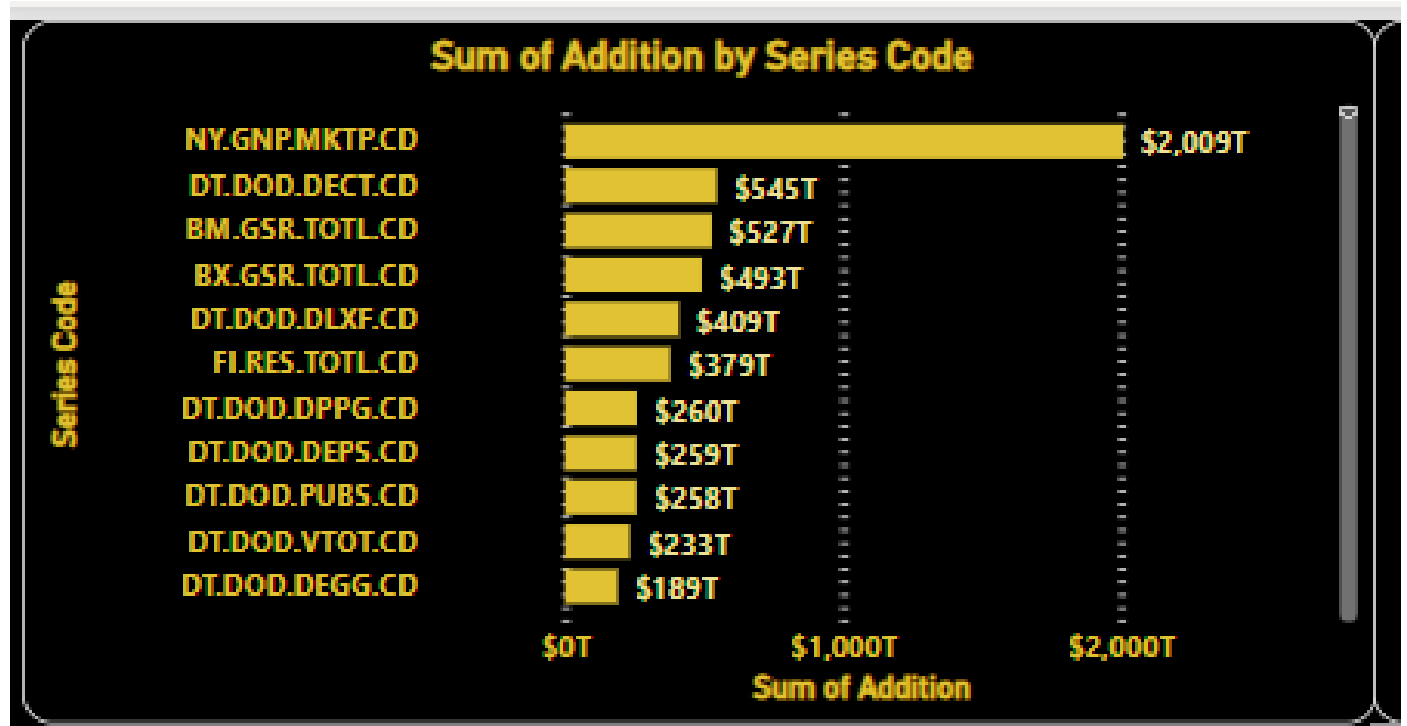 Sum of Addition by Series Code
Series Code
NY.GNP.MKTP.CD $2,009T
DT.DOD.DECT.CD $545T
BM.GSR.TOTL.CD $527T
BX.GSR.TOTL.CD $493T
DT.DOD.DLXF.CD $409T
FI.RES.TOTL.CD $379T
DT.DOD.DPPG.CD $260T
DT.DOD.DEPS.CD $259T
DT.DOD.PUBS.CD $258T
DT.DOD.VTOT.CD $233T
DT.DOD.DEGG.CD $189T
$0T $1,000T $2,000T
Sum of Addition